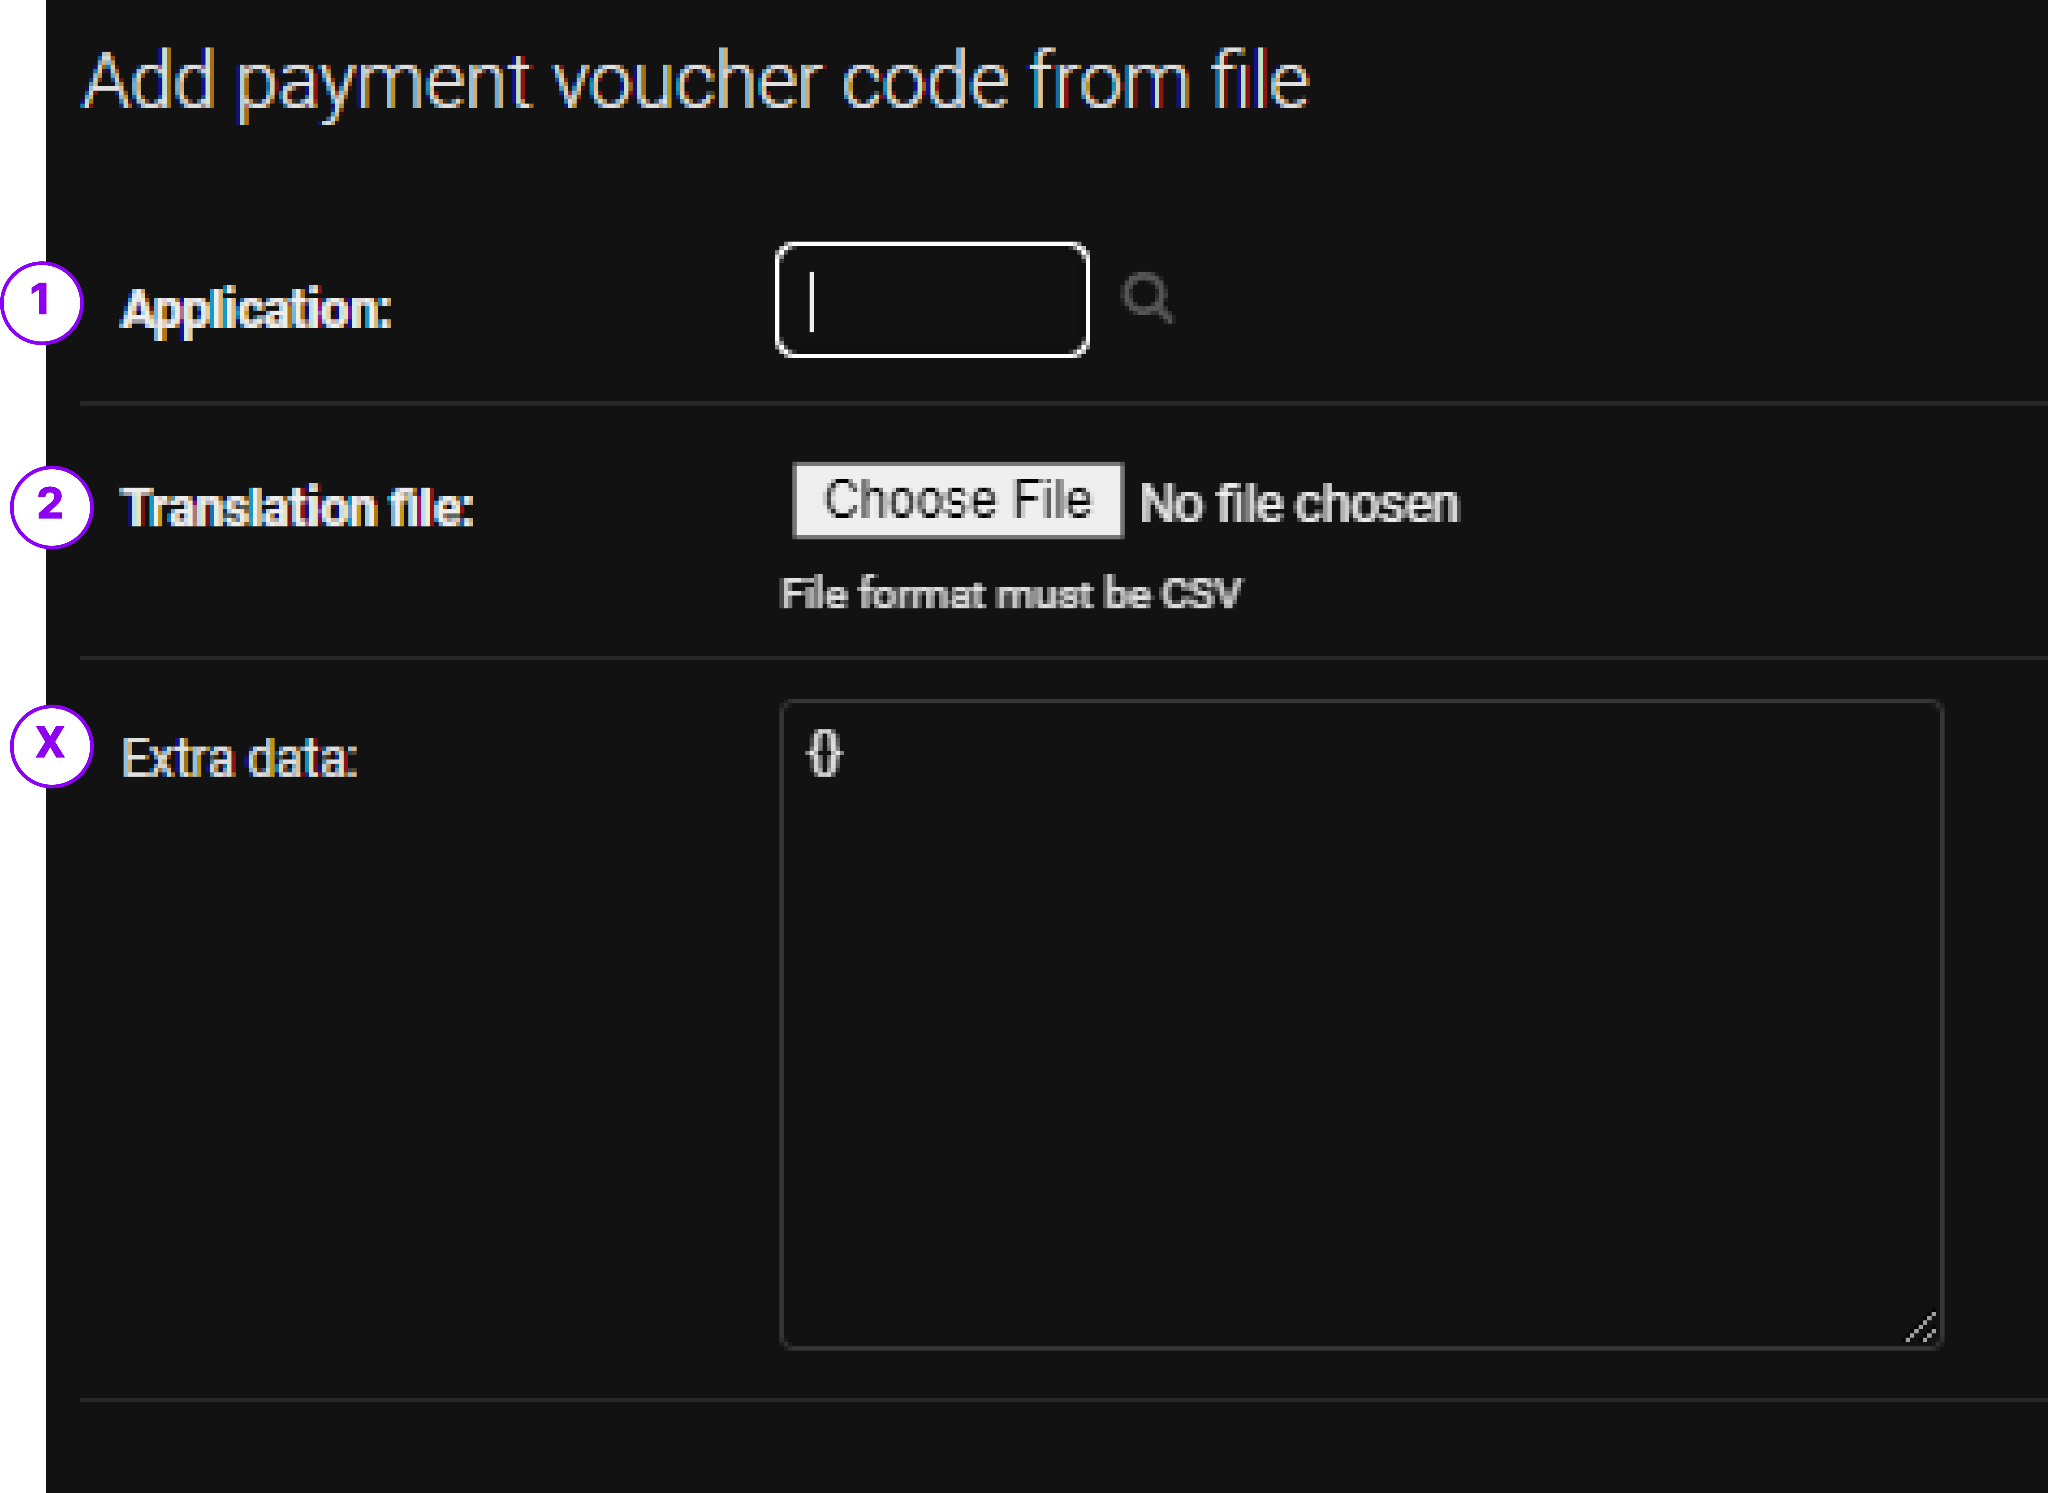 Add payment voucher code from file
1 Application:
2 Translation file: Choose File No file chosen
File format must be CSV
X Extra data: {}